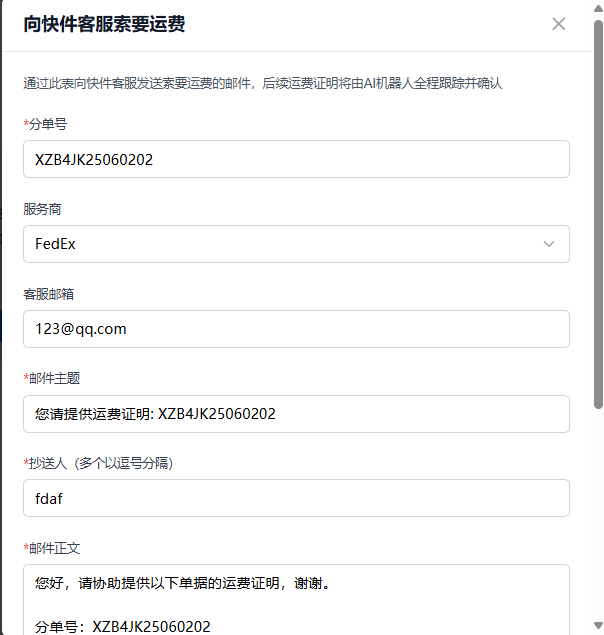 向快件客服索要运费
通过此表向快件客服发送索要运费的邮件，后续运费证明将由AI机器人全程跟踪并确认
*分单号
XZB4JK25060202
服务商
FedEx
客服邮箱
123@qq.com
*邮件主题
您请提供运费证明: XZB4JK25060202
*抄送人（多个以逗号分隔）
fdaf
*邮件正文
您好，请协助提供以下单据的运费证明，谢谢。
分单号：XZB4JK25060202